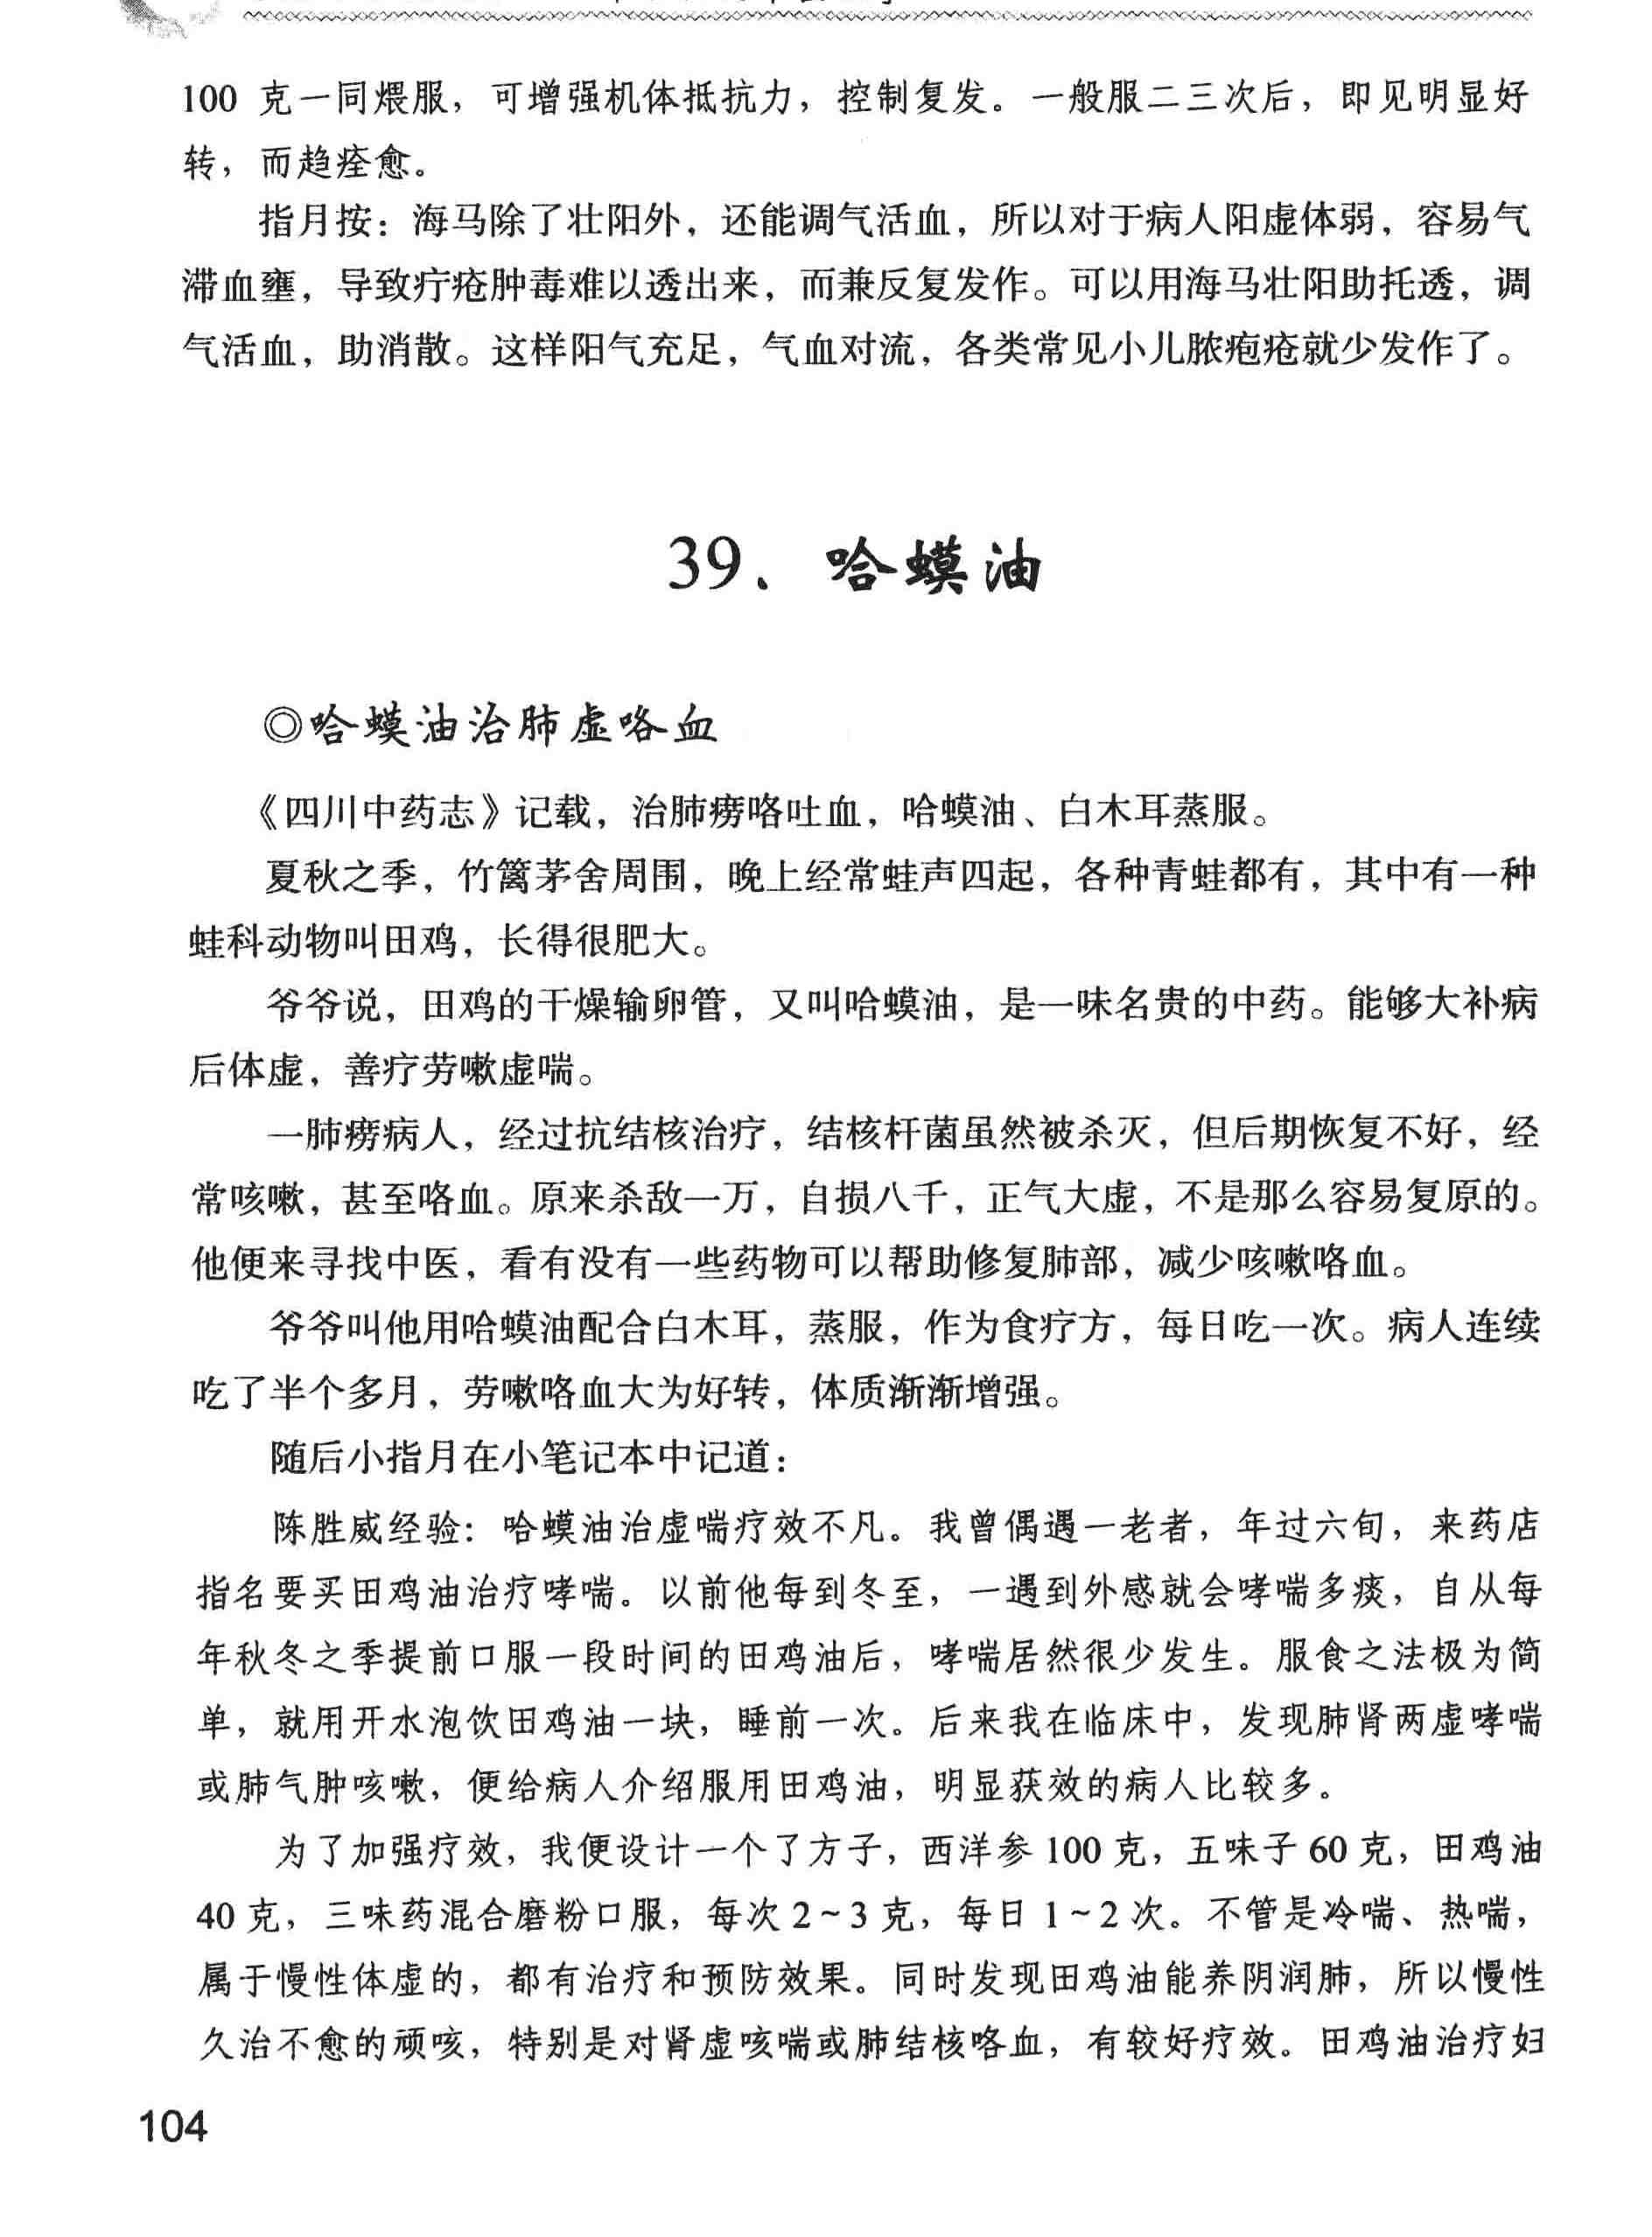 100 克一同煨服，可增强机体抵抗力，控制复发。一般服二三次后，即见明显好
转，而趋痊愈。
指月按：海马除了壮阳外，还能调气活血，所以对于病人阳虚体弱，容易气
滞血壅，导致疔疮肿毒难以透出来，而兼反复发作。可以用海马壮阳助托透，调
气活血，助消散。这样阳气充足，气血对流，各类常见小儿脓疱疮就少发作了。
39、哈蟆油
◎哈蟆油治肺虚咯血
《四川中药志》记载，治肺痨咯吐血，哈蟆油、白木耳蒸服。
夏秋之季，竹篱茅舍周围，晚上经常蛙声四起，各种青蛙都有，其中有一种
蛙科动物叫田鸡，长得很肥大。
爷爷说，田鸡的干燥输卵管，又叫哈蟆油，是一味名贵的中药。能够大补病
后体虚，善疗劳嗽虚喘。
一肺痨病人，经过抗结核治疗，结核杆菌虽然被杀灭，但后期恢复不好，经
常咳嗽，甚至咯血。原来杀敌一万，自损八千，正气大虚，不是那么容易复原的。
他便来寻找中医，看有没有一些药物可以帮助修复肺部，减少咳嗽咯血。
爷爷叫他用哈蟆油配合白木耳，蒸服，作为食疗方，每日吃一次。病人连续
吃了半个多月，劳嗽咯血大为好转，体质渐渐增强。
随后小指月在小笔记本中记道：
陈胜威经验：哈蟆油治虚喘疗效不凡。我曾偶遇一老者，年过六旬，来药店
指名要买田鸡油治疗哮喘。以前他每到冬至，一遇到外感就会哮喘多痰，自从每
年秋冬之季提前口服一段时间的田鸡油后，哮喘居然很少发生。服食之法极为简
单，就用开水泡饮田鸡油一块，睡前一次。后来我在临床中，发现肺肾两虚哮喘
或肺气肿咳嗽，便给病人介绍服用田鸡油，明显获效的病人比较多。
为了加强疗效，我便设计一个了方子，西洋参 100 克，五味子 60 克，田鸡油
40 克，三味药混合磨粉口服，每次 2~3 克，每日 1~2 次。不管是冷喘、热喘，
属于慢性体虚的，都有治疗和预防效果。同时发现田鸡油能养阴润肺，所以慢性
久治不愈的顽咳，特别是对肾虚咳喘或肺结核咯血，有较好疗效。田鸡油治疗妇
104